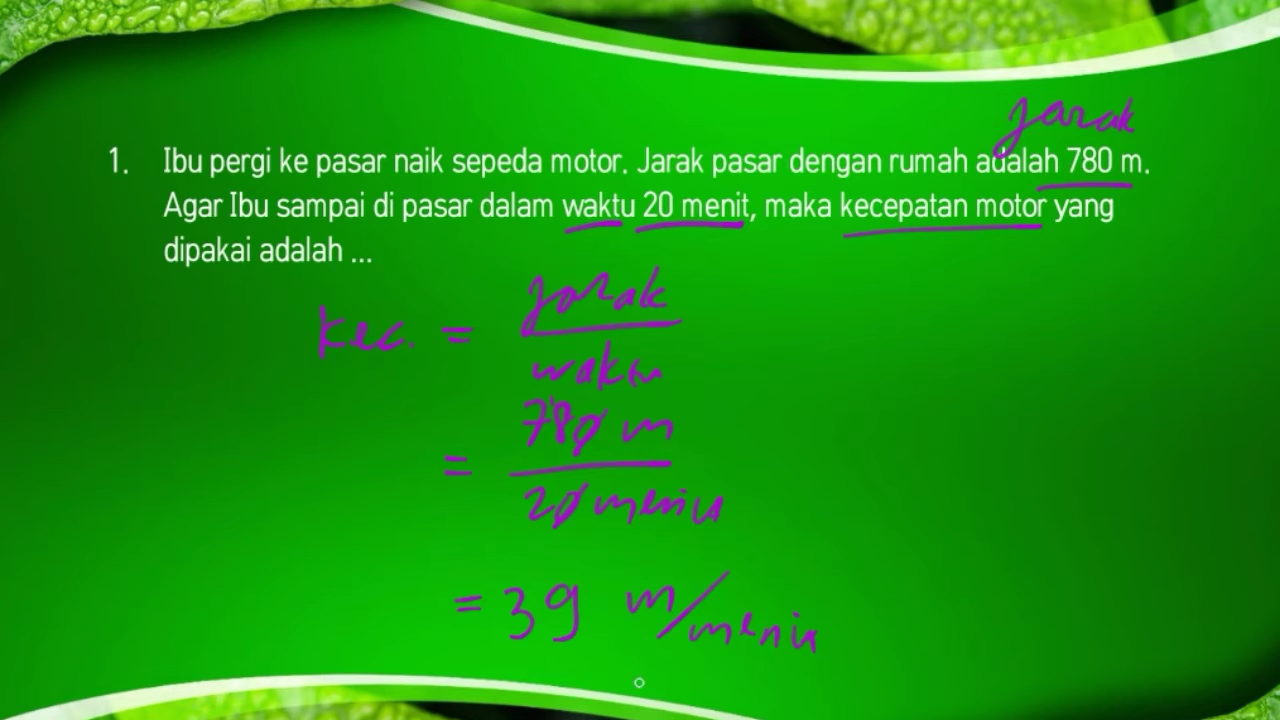 jarak
1. Ibu pergi ke pasar naik sepeda motor. Jarak pasar dengan rumah adalah 780 m.
Agar Ibu sampai di pasar dalam waktu 20 menit, maka kecepatan motor yang
dipakai adalah ...
Kec. = jarak
waktu
= 780 m
20 menit
= 39 m/menit